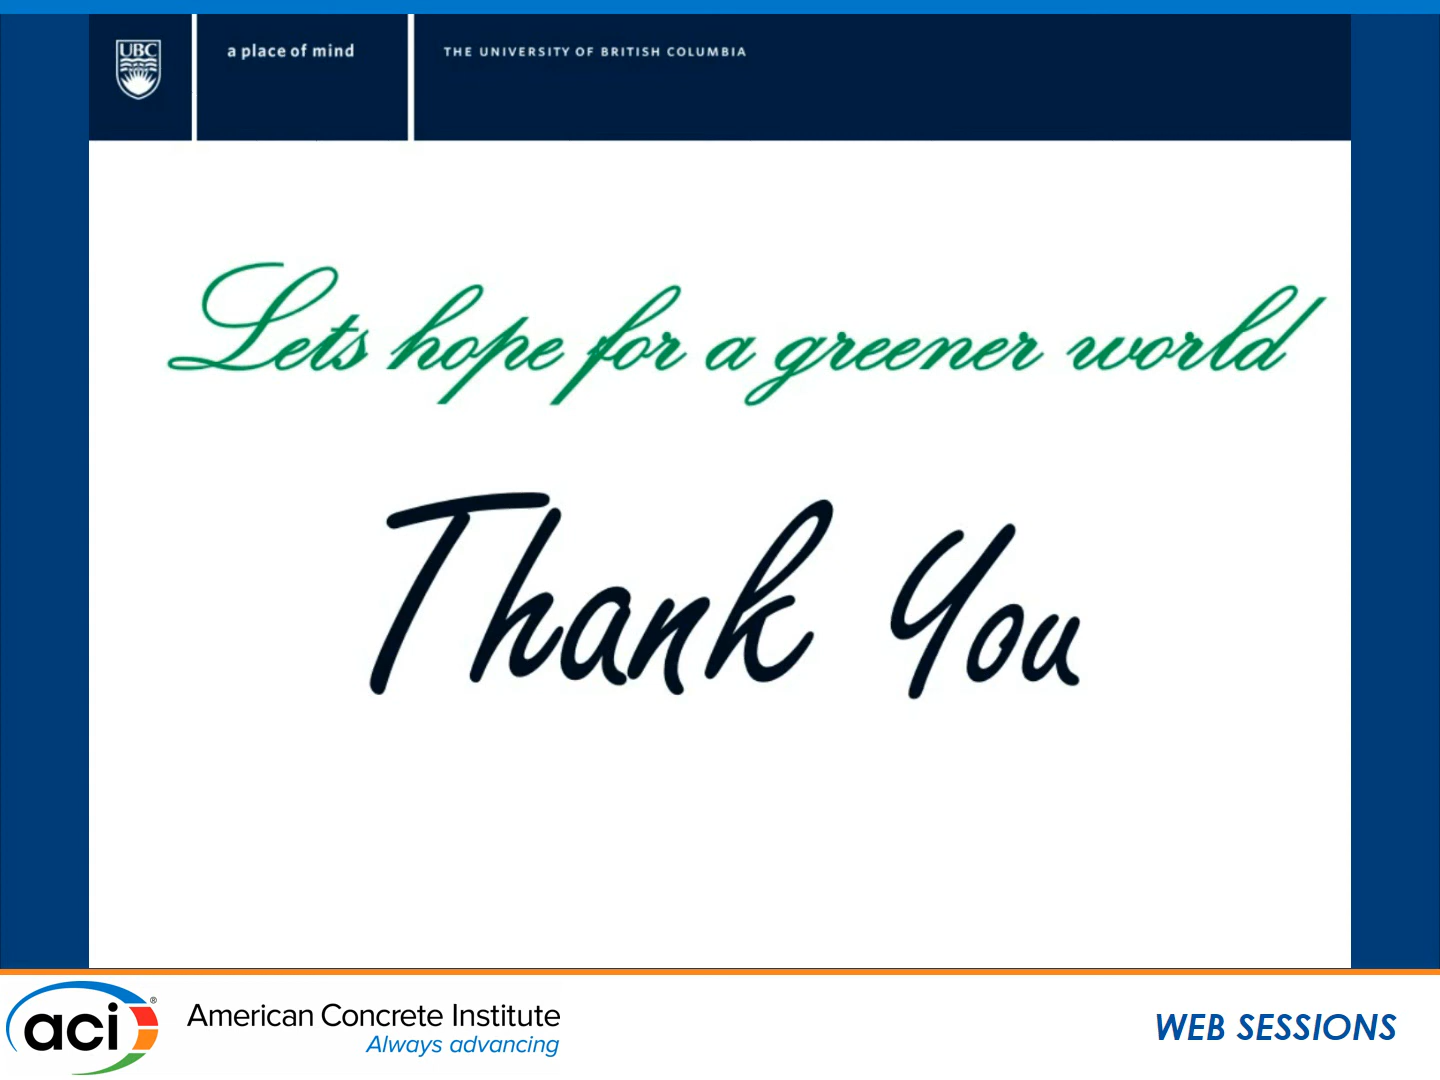 UBC
a place of mind
THE UNIVERSITY OF BRITISH COLUMBIA
Lets hope for a greener world
Thank You
aci®
American Concrete Institute
Always advancing
WEB SESSIONS